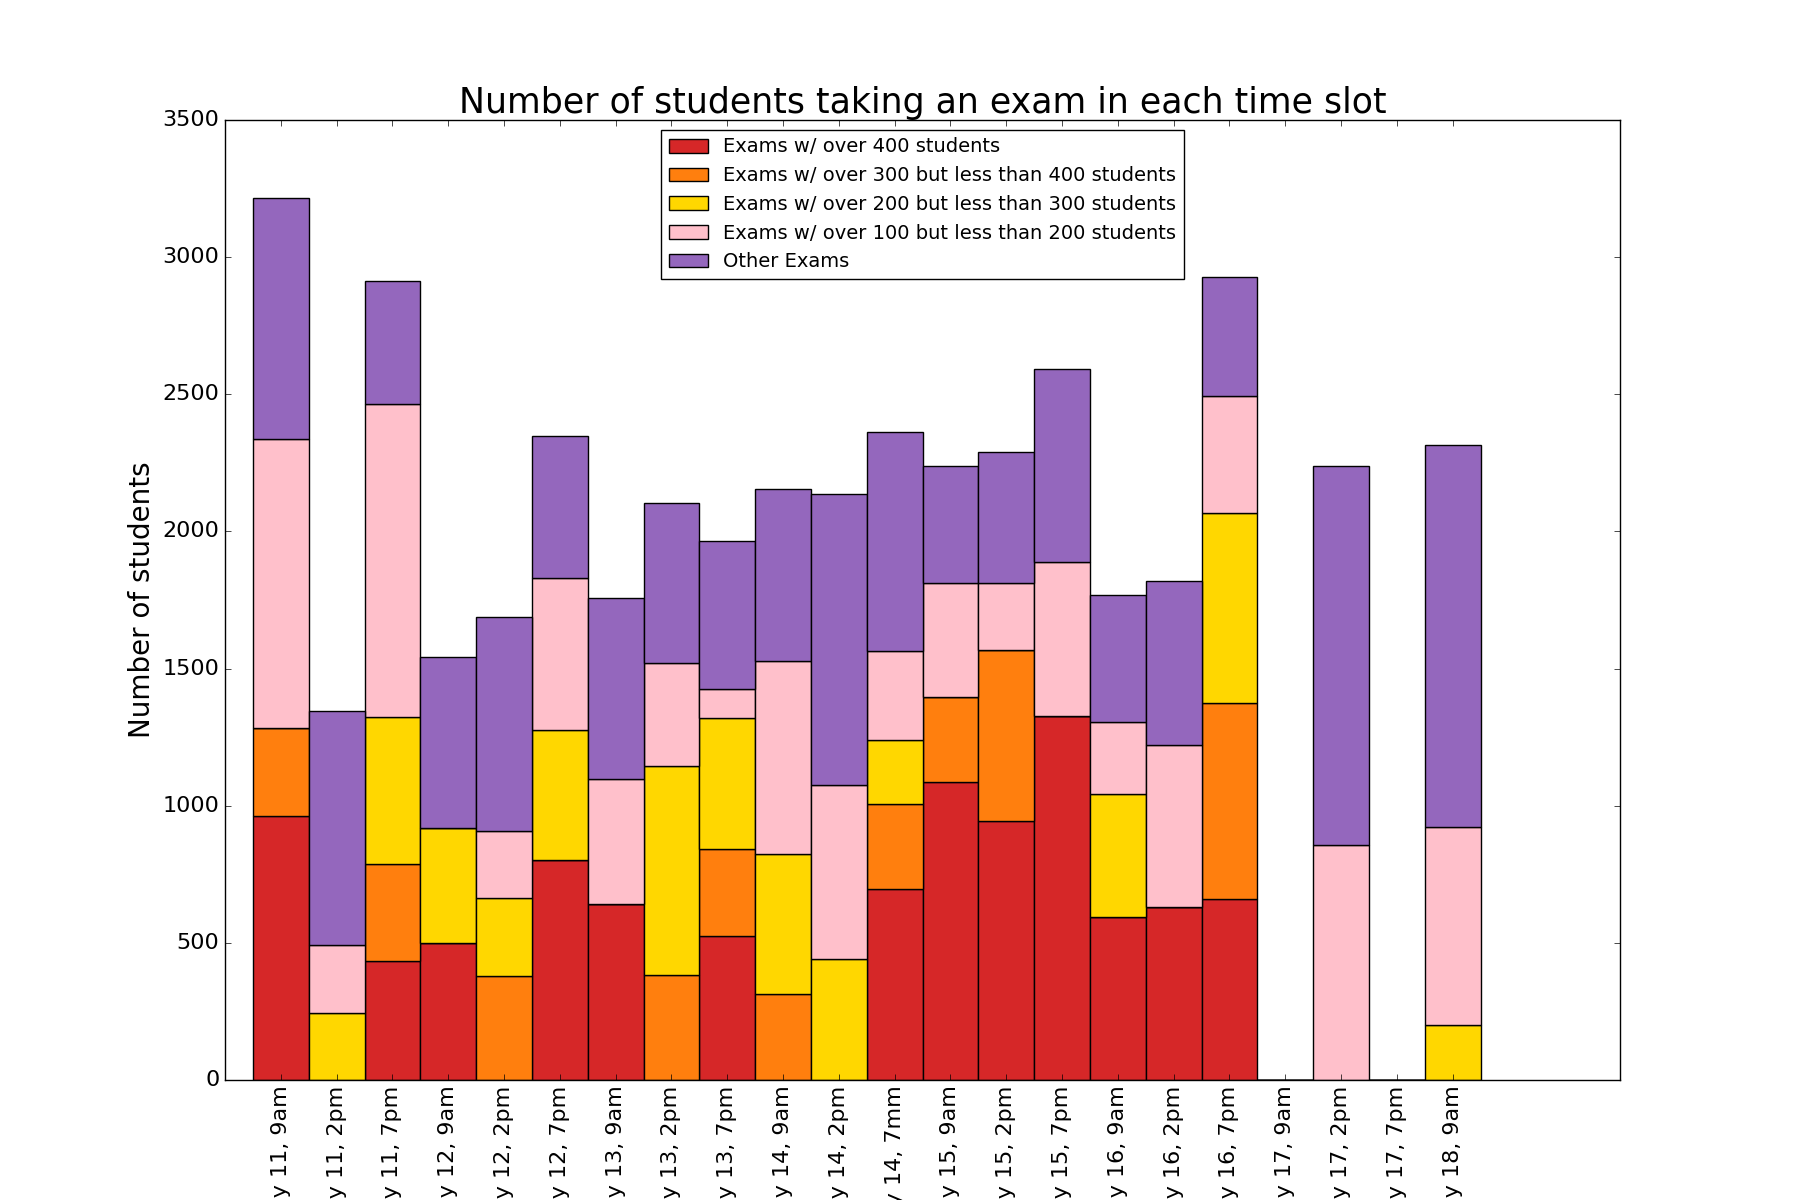 Number of students taking an exam in each time slot
Exams w/ over 400 students
Exams w/ over 300 but less than 400 students
Exams w/ over 200 but less than 300 students
Exams w/ over 100 but less than 200 students
Other Exams
Number of students
3500
3000
2500
2000
1500
1000
500
0
y 11, 9am
y 11, 2pm
y 11, 7pm
y 12, 9am
y 12, 2pm
y 12, 7pm
y 13, 9am
y 13, 2pm
y 13, 7pm
y 14, 9am
y 14, 2pm
y 14, 7mm
y 15, 9am
y 15, 2pm
y 15, 7pm
y 16, 9am
y 16, 2pm
y 16, 7pm
y 17, 9am
y 17, 2pm
y 17, 7pm
y 18, 9am